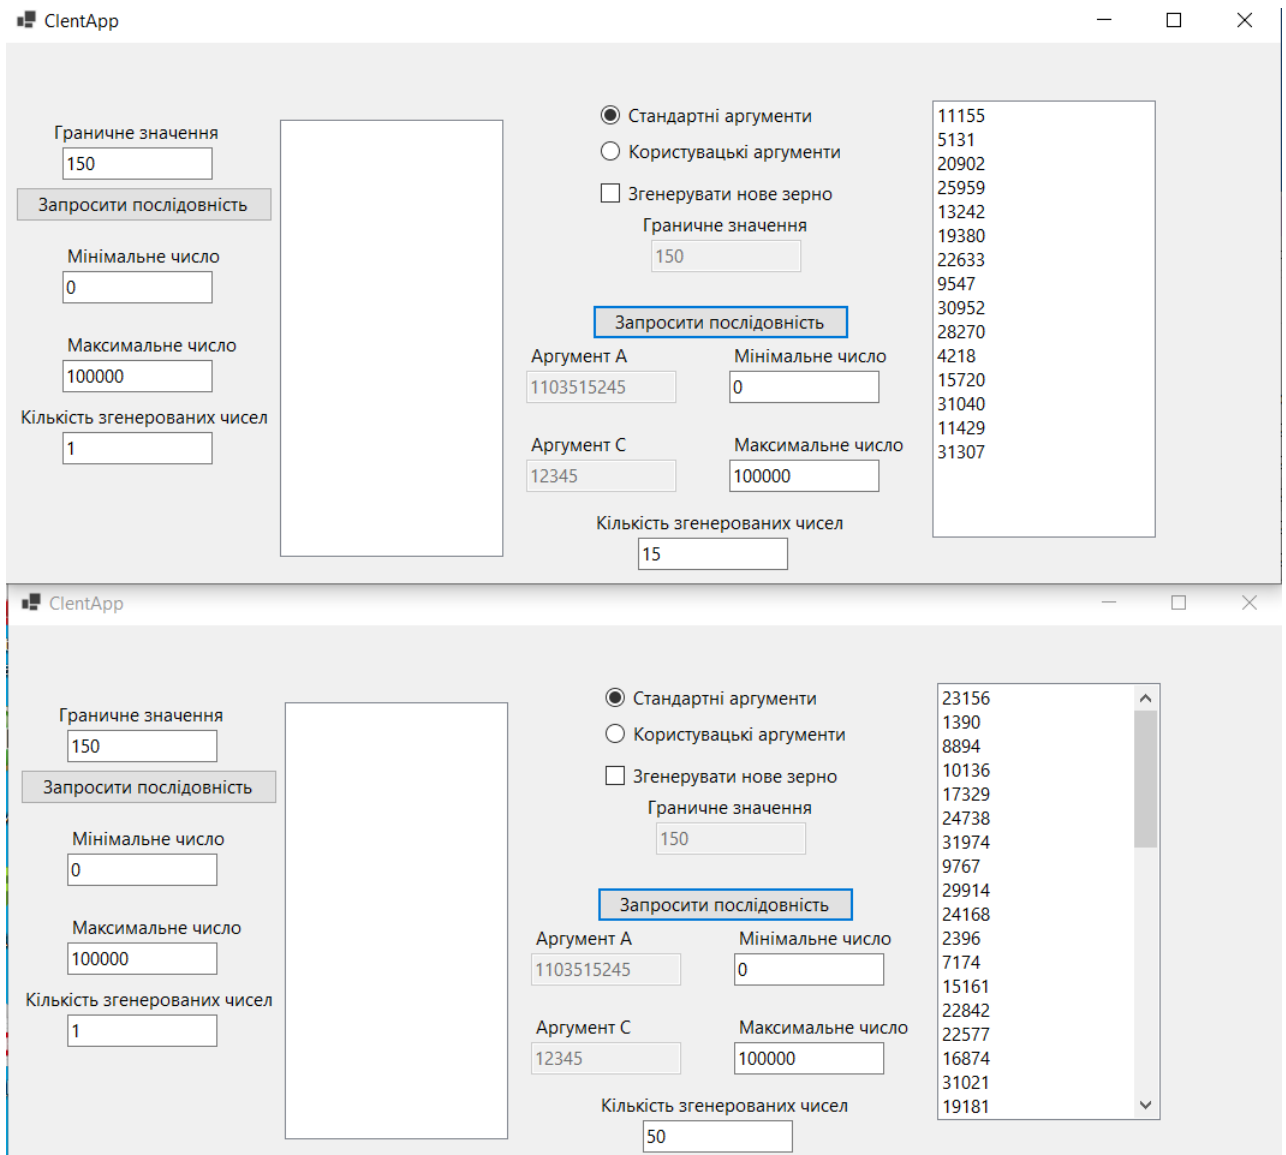 ClentApp
Граничне значення
150
Запросити послідовність
Мінімальне число
0
Максимальне число
100000
Кількість згенерованих чисел
1
Стандартні аргументи
Користувацькі аргументи
Згенерувати нове зерно
Граничне значення
150
Запросити послідовність
Аргумент A
1103515245
Мінімальне число
0
Аргумент C
12345
Максимальне число
100000
Кількість згенерованих чисел
15
11155
5131
20902
25959
13242
19380
22633
9547
30952
28270
4218
15720
31040
11429
31307
ClentApp
Граничне значення
150
Запросити послідовність
Мінімальне число
0
Максимальне число
100000
Кількість згенерованих чисел
1
Стандартні аргументи
Користувацькі аргументи
Згенерувати нове зерно
Граничне значення
150
Запросити послідовність
Аргумент A
1103515245
Мінімальне число
0
Аргумент C
12345
Максимальне число
100000
Кількість згенерованих чисел
50
23156
1390
8894
10136
17329
24738
31974
9767
29914
24168
2396
7174
15161
22842
22577
16874
31021
19181